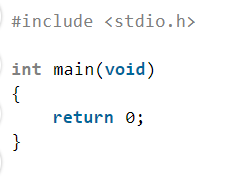 #include <stdio.h>
int main(void)
{
    return 0;
}